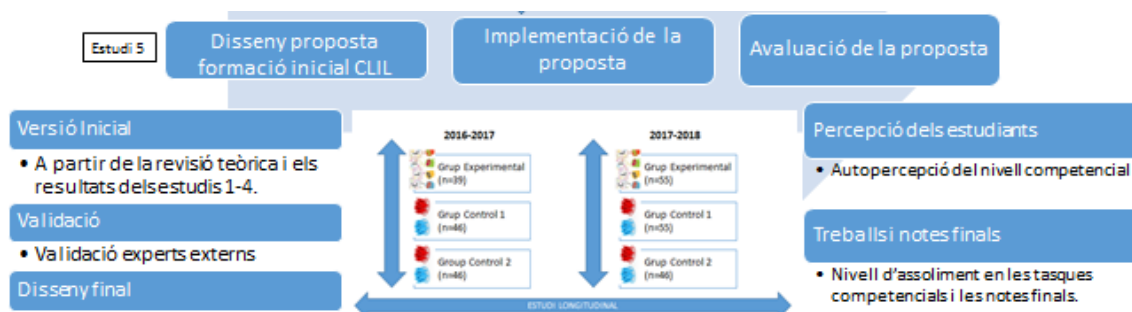 Estudi 5
Disseny proposta
formació inicial CLIL
Implementació de la
proposta
Avaluació de la proposta
Versió Inicial
• A partir de la revisió teòrica i els
resultats dels estudis 1-4.
Validació
• Validació experts externs
Disseny final
2016-2017
Grup Experimental
(n=39)
Grup Control 1
(n=46)
Group Control 2
(n=46)
2017-2018
Grup Experimental
(n=55)
Grup Control 1
(n=55)
Grup Control 2
(n=46)
ESTUDI LONGITUDINAL
Percepció dels estudiants
• Autopercepció del nivell competencial
Treballs i notes finals
• Nivell d'assoliment en les tasques
competencials i les notes finals.